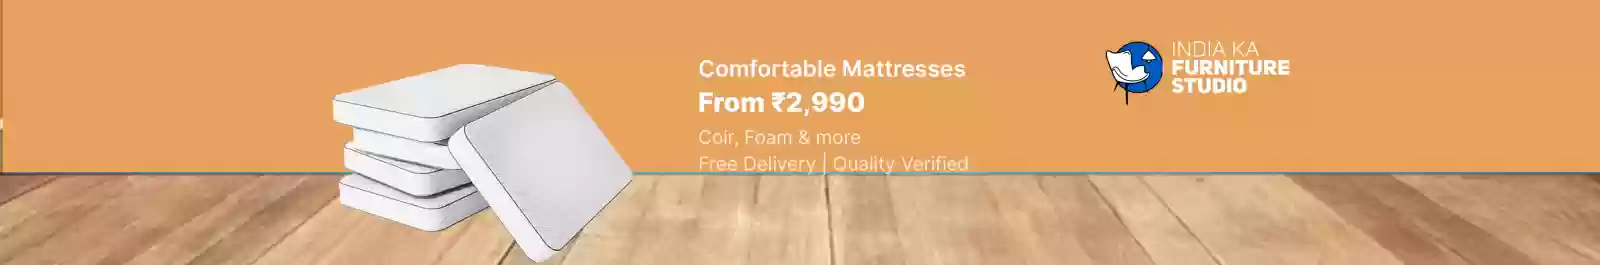 Comfortable Mattresses
From ₹2,990
Coir, Foam & more
Free Delivery | Quality Verified
INDIA KA
FURNITURE
STUDIO